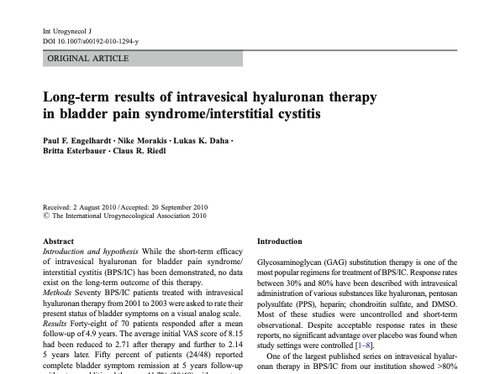 Int Urogynecol J
DOI 10.1007/s00192-010-1294-y
ORIGINAL ARTICLE
Long-term results of intravesical hyaluronan therapy
in bladder pain syndrome/interstitial cystitis
Paul F. Engelhardt · Nike Morakis · Lukas K. Daha ·
Britta Esterbauer · Claus R. Riedl
Received: 2 August 2010 / Accepted: 20 September 2010
© The International Urogynecological Association 2010
Abstract
Introduction and hypothesis While the short-term efficacy
of intravesical hyaluronan for bladder pain syndrome/
interstitial cystitis (BPS/IC) has been demonstrated, no data
exist on the long-term outcome of this therapy.
Methods Seventy BPS/IC patients treated with intravesical
hyaluronan therapy from 2001 to 2003 were asked to rate their
present status of bladder symptoms on a visual analog scale.
Results Forty-eight of 70 patients responded after a mean
follow-up of 4.9 years. The average initial VAS score of 8.15
had been reduced to 2.71 after therapy and further to 2.14
5 years later. Fifty percent of patients (24/48) reported
complete bladder symptom remission at 5 years follow-up
Introduction
Glycosaminoglycan (GAG) substitution therapy is one of the
most popular regimens for treatment of BPS/IC. Response rates
between 30% and 80% have been described with intravesical
administration of various substances like hyaluronan, pentosan
polysulfate (PPS), heparin; chondroitin sulfate, and DMSO.
Most of these studies were uncontrolled and short-term
observational. Despite acceptable response rates in these
reports, no significant advantage over placebo was found when
study settings were controlled [1–8].
One of the largest published series on intravesical hyalur-
onan therapy in BPS/IC from our institution showed >80%